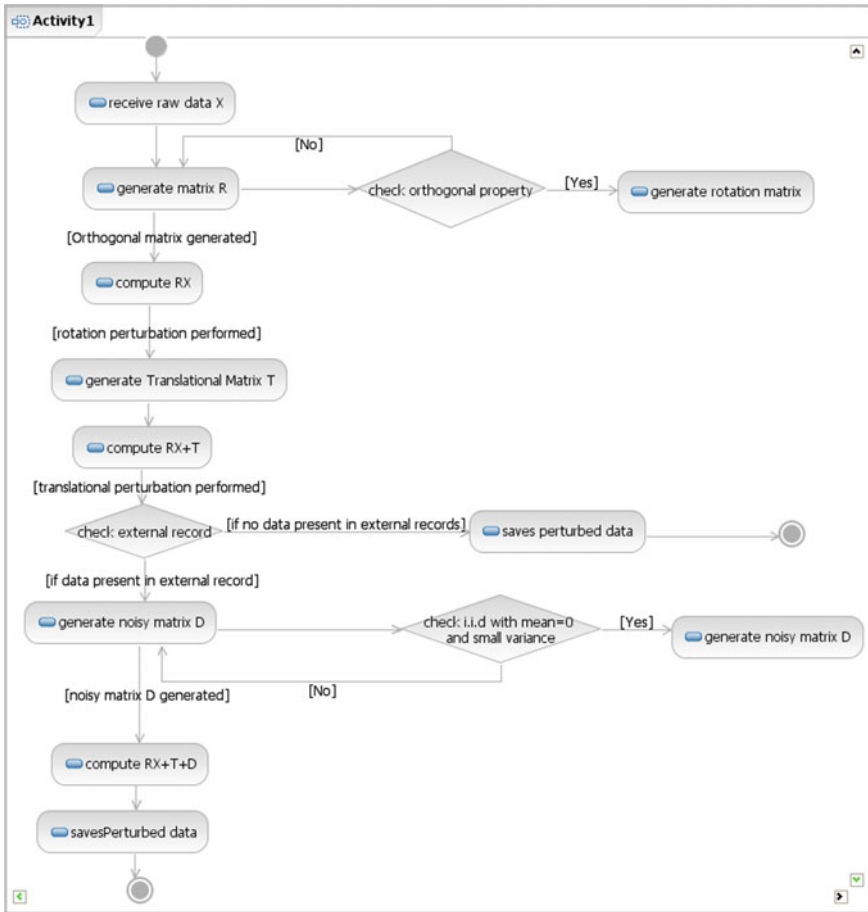 Activity1
receive raw data X
[No]
generate matrix R
check orthogonal property
[Yes]
generate rotation matrix
[Orthogonal matrix generated]
compute RX
[rotation perturbation performed]
generate Translational Matrix T
compute RX+T
[translational perturbation performed]
check external record
[if no data present in external records]
saves perturbed data
[if data present in external record]
generate noisy matrix D
check i.i.d with mean=0
and small variance
[Yes]
generate noisy matrix D
[noisy matrix D generated]
[No]
compute RX+T+D
savesPerturbed data